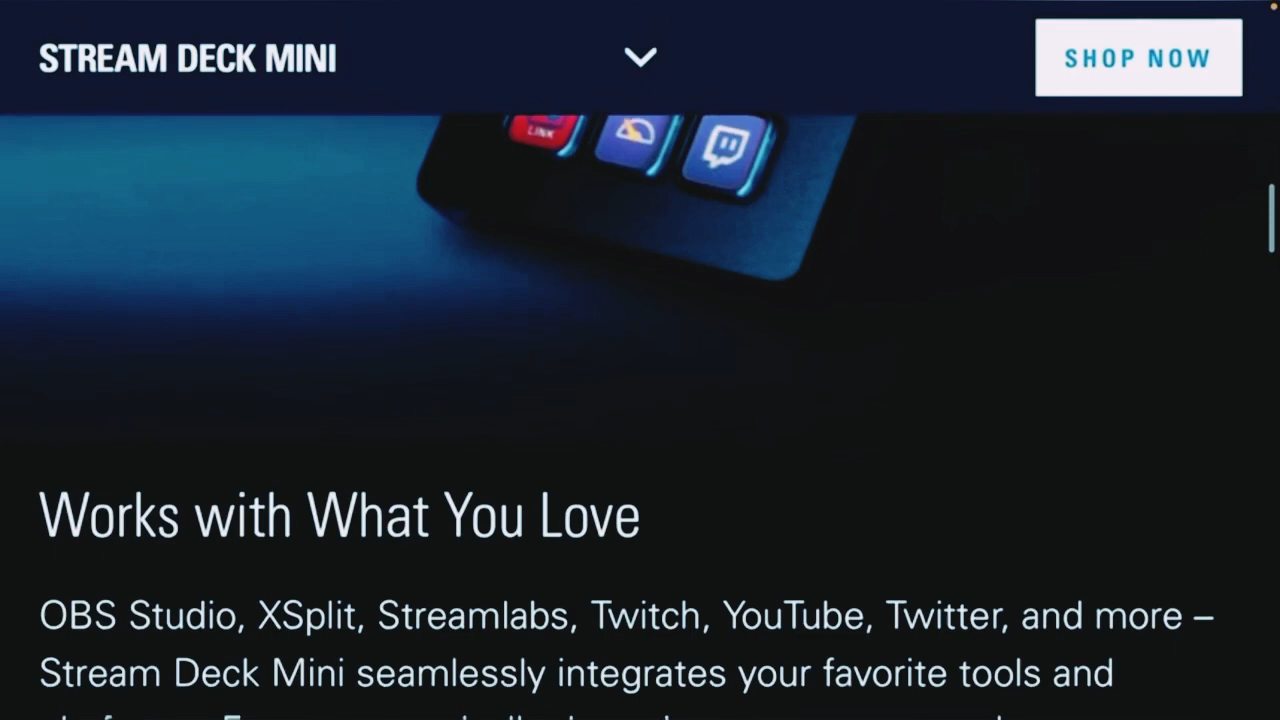 STREAM DECK MINI
SHOP NOW
LINK
Works with What You Love
OBS Studio, XSplit, Streamlabs, Twitch, YouTube, Twitter, and more –
Stream Deck Mini seamlessly integrates your favorite tools and